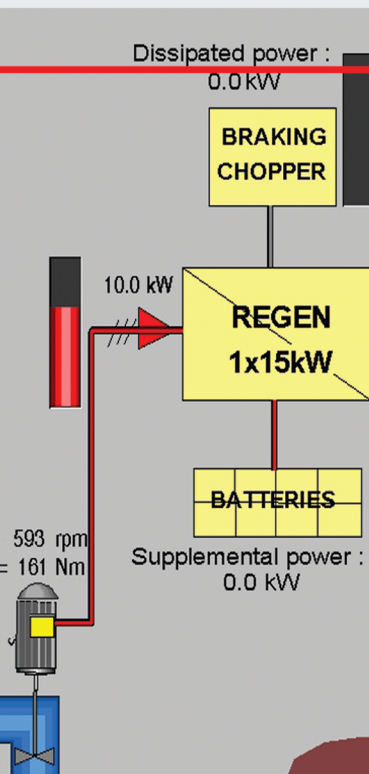 Dissipated power :
0.0 kW
BRAKING
CHOPPER
10.0 kW
REGEN
1x15kW
BATTERIES
593 rpm
= 161 Nm
Supplemental power :
0.0 kW